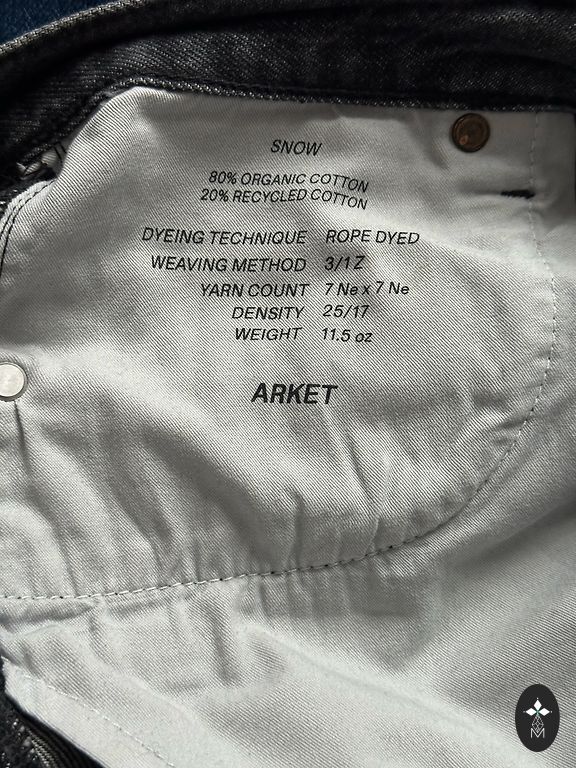 SNOW
80% ORGANIC COTTON
20% RECYCLED COTTON
DYEING TECHNIQUE ROPE DYED
WEAVING METHOD 3/1 Z
YARN COUNT 7 Ne x 7 Ne
DENSITY 25/17
WEIGHT 11.5 oz
ARKET
M